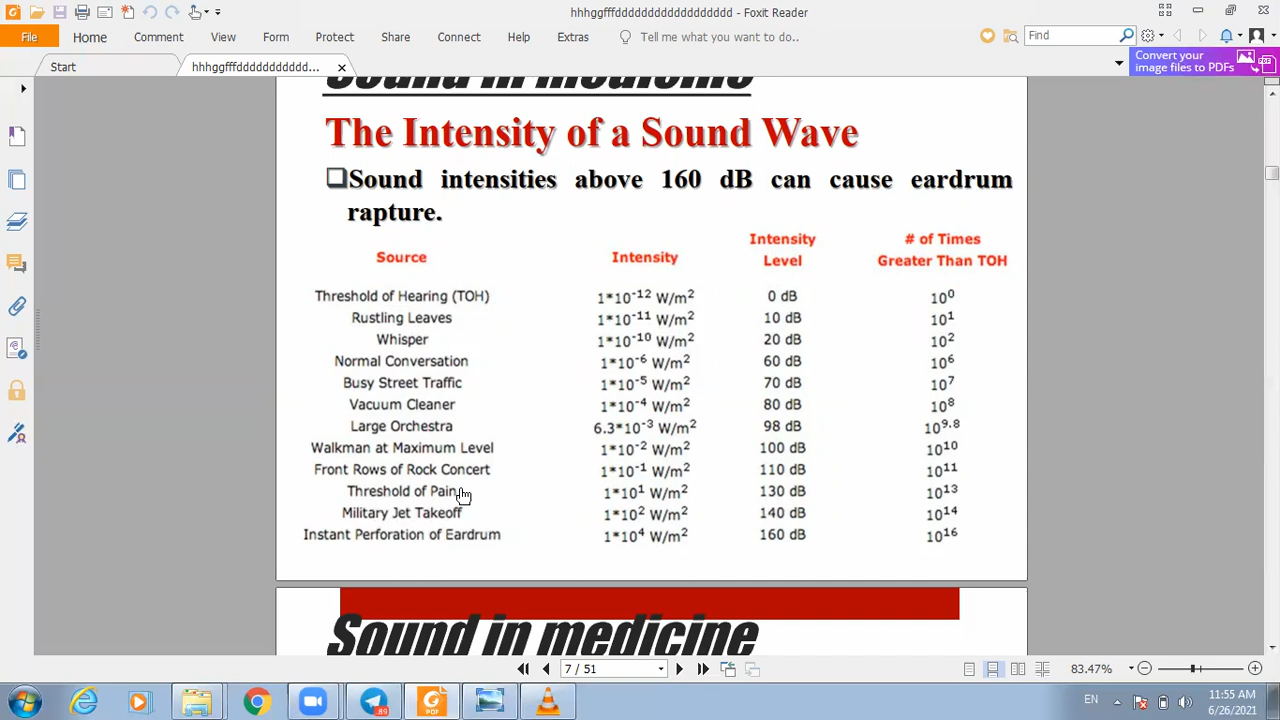 hhhggfffdddddddddddddddddd - Foxit Reader
File Home Comment View Form Protect Share Connect Help Extras Tell me what you want to do.. Find
Start hhhggfffddddddddddd...
Convert your
image files to PDFs
Sound in medicine
The Intensity of a Sound Wave
Sound intensities above 160 dB can cause eardrum
rapture.
Source Intensity Intensity Level # of Times Greater Than TOH
Threshold of Hearing (TOH) 1*10⁻¹² W/m² 0 dB 10⁰
Rustling Leaves 1*10⁻¹¹ W/m² 10 dB 10¹
Whisper 1*10⁻¹⁰ W/m² 20 dB 10²
Normal Conversation 1*10⁻⁶ W/m² 60 dB 10⁶
Busy Street Traffic 1*10⁻⁵ W/m² 70 dB 10⁷
Vacuum Cleaner 1*10⁻⁴ W/m² 80 dB 10⁸
Large Orchestra 6.3*10⁻³ W/m² 98 dB 10⁹·⁸
Walkman at Maximum Level 1*10⁻² W/m² 100 dB 10¹⁰
Front Rows of Rock Concert 1*10⁻¹ W/m² 110 dB 10¹¹
Threshold of Pain 1*10¹ W/m² 130 dB 10¹³
Military Jet Takeoff 1*10² W/m² 140 dB 10¹⁴
Instant Perforation of Eardrum 1*10⁴ W/m² 160 dB 10¹⁶
Sound in medicine
7 / 51 83.47%
89 PDF EN 11:55 AM
6/26/2021